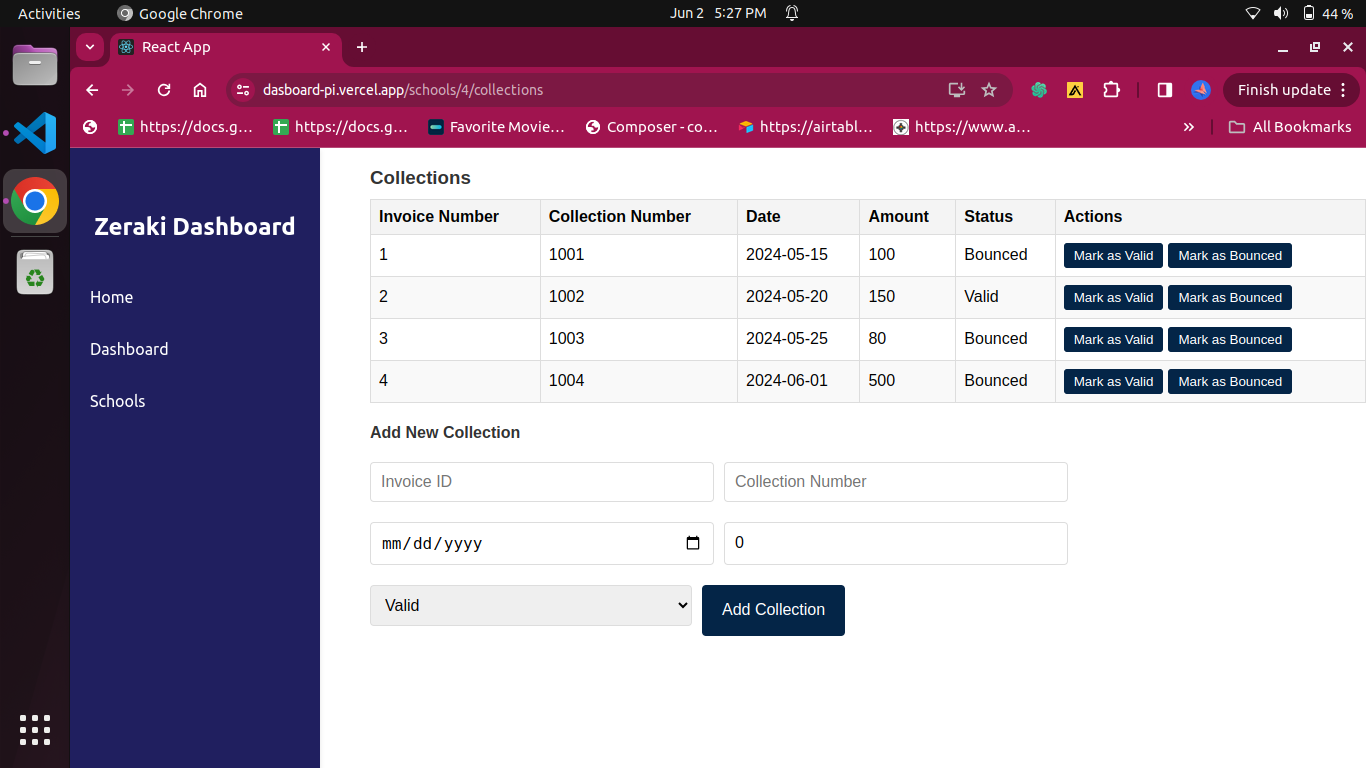 Activities Google Chrome Jun 2 5:27 PM 44 %
React App
dasboard-pi.vercel.app/schools/4/collections Finish update
https://docs.g… https://docs.g… Favorite Movie… Composer - co… https://airtabl… https://www.a… » All Bookmarks
Zeraki Dashboard
Home
Dashboard
Schools
Collections
Invoice Number Collection Number Date Amount Status Actions
1 1001 2024-05-15 100 Bounced Mark as Valid Mark as Bounced
2 1002 2024-05-20 150 Valid Mark as Valid Mark as Bounced
3 1003 2024-05-25 80 Bounced Mark as Valid Mark as Bounced
4 1004 2024-06-01 500 Bounced Mark as Valid Mark as Bounced
Add New Collection
Invoice ID Collection Number
mm/dd/yyyy 0
Valid Add Collection